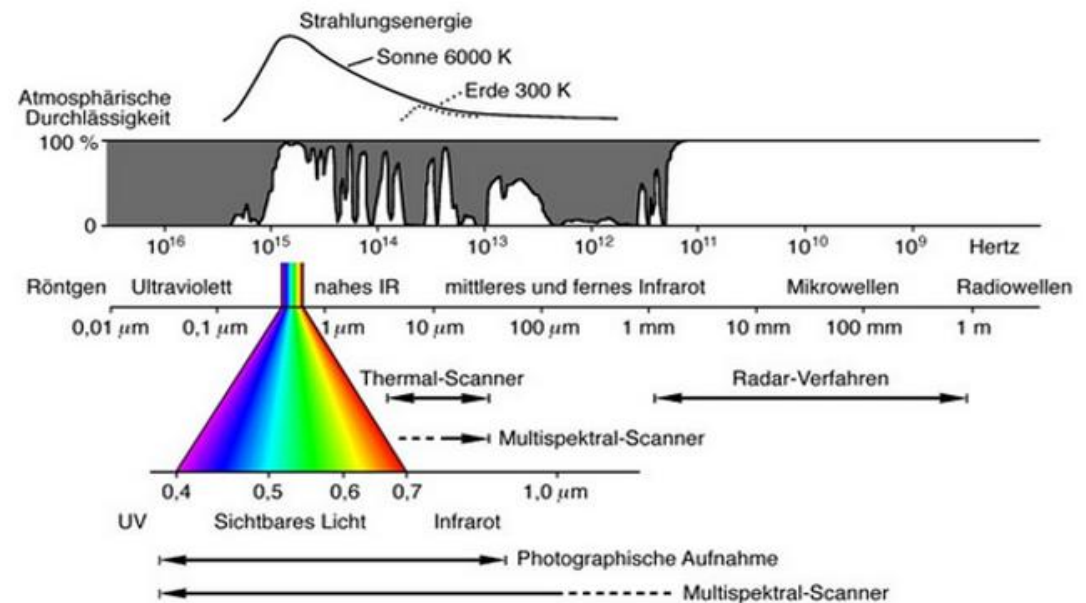 Strahlungsenergie
Sonne 6000 K
Erde 300 K
Atmosphärische
Durchlässigkeit
100 %
0
10¹⁶ 10¹⁵ 10¹⁴ 10¹³ 10¹² 10¹¹ 10¹⁰ 10⁹ Hertz
Röntgen Ultraviolett nahes IR mittleres und fernes Infrarot Mikrowellen Radiowellen
0,01 µm 0,1 µm 1 µm 10 µm 100 µm 1 mm 10 mm 100 mm 1 m
Thermal-Scanner Radar-Verfahren
Multispektral-Scanner
0,4 0,5 0,6 0,7 1,0 µm
UV Sichtbares Licht Infrarot
Photographische Aufnahme
Multispektral-Scanner